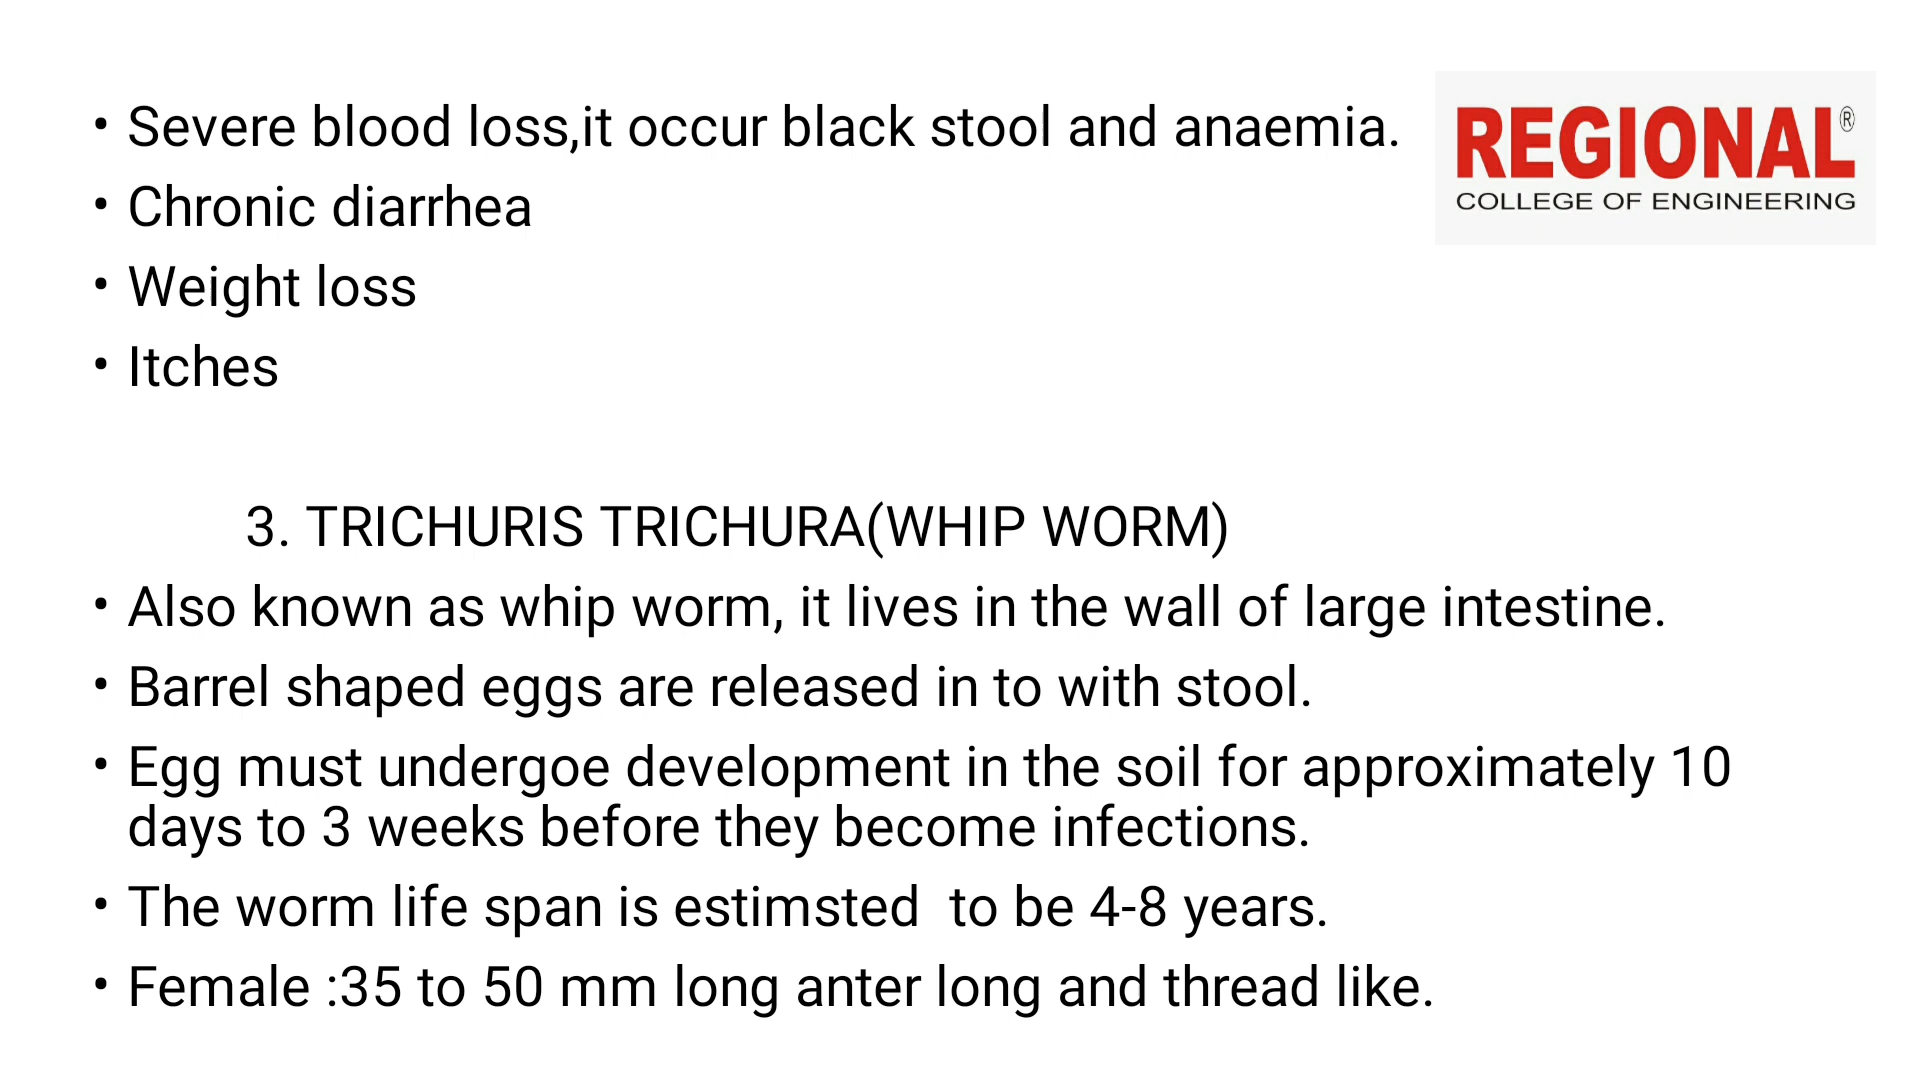 • Severe blood loss,it occur black stool and anaemia.
REGIONAL®
COLLEGE OF ENGINEERING
• Chronic diarrhea
• Weight loss
• Itches
3. TRICHURIS TRICHURA(WHIP WORM)
• Also known as whip worm, it lives in the wall of large intestine.
• Barrel shaped eggs are released in to with stool.
• Egg must undergoe development in the soil for approximately 10
days to 3 weeks before they become infections.
• The worm life span is estimsted  to be 4-8 years.
• Female :35 to 50 mm long anter long and thread like.